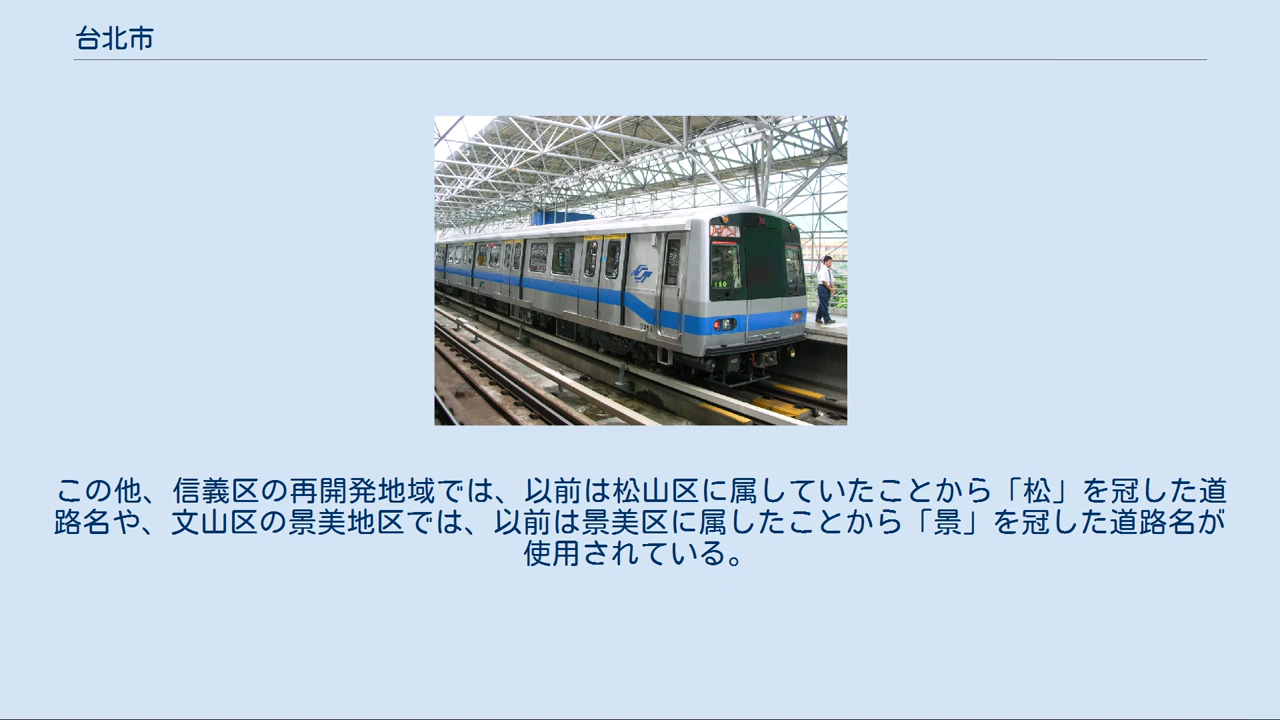 台北市
150
この他、信義区の再開発地域では、以前は松山区に属していたことから「松」を冠した道
路名や、文山区の景美地区では、以前は景美区に属したことから「景」を冠した道路名が
使用されている。